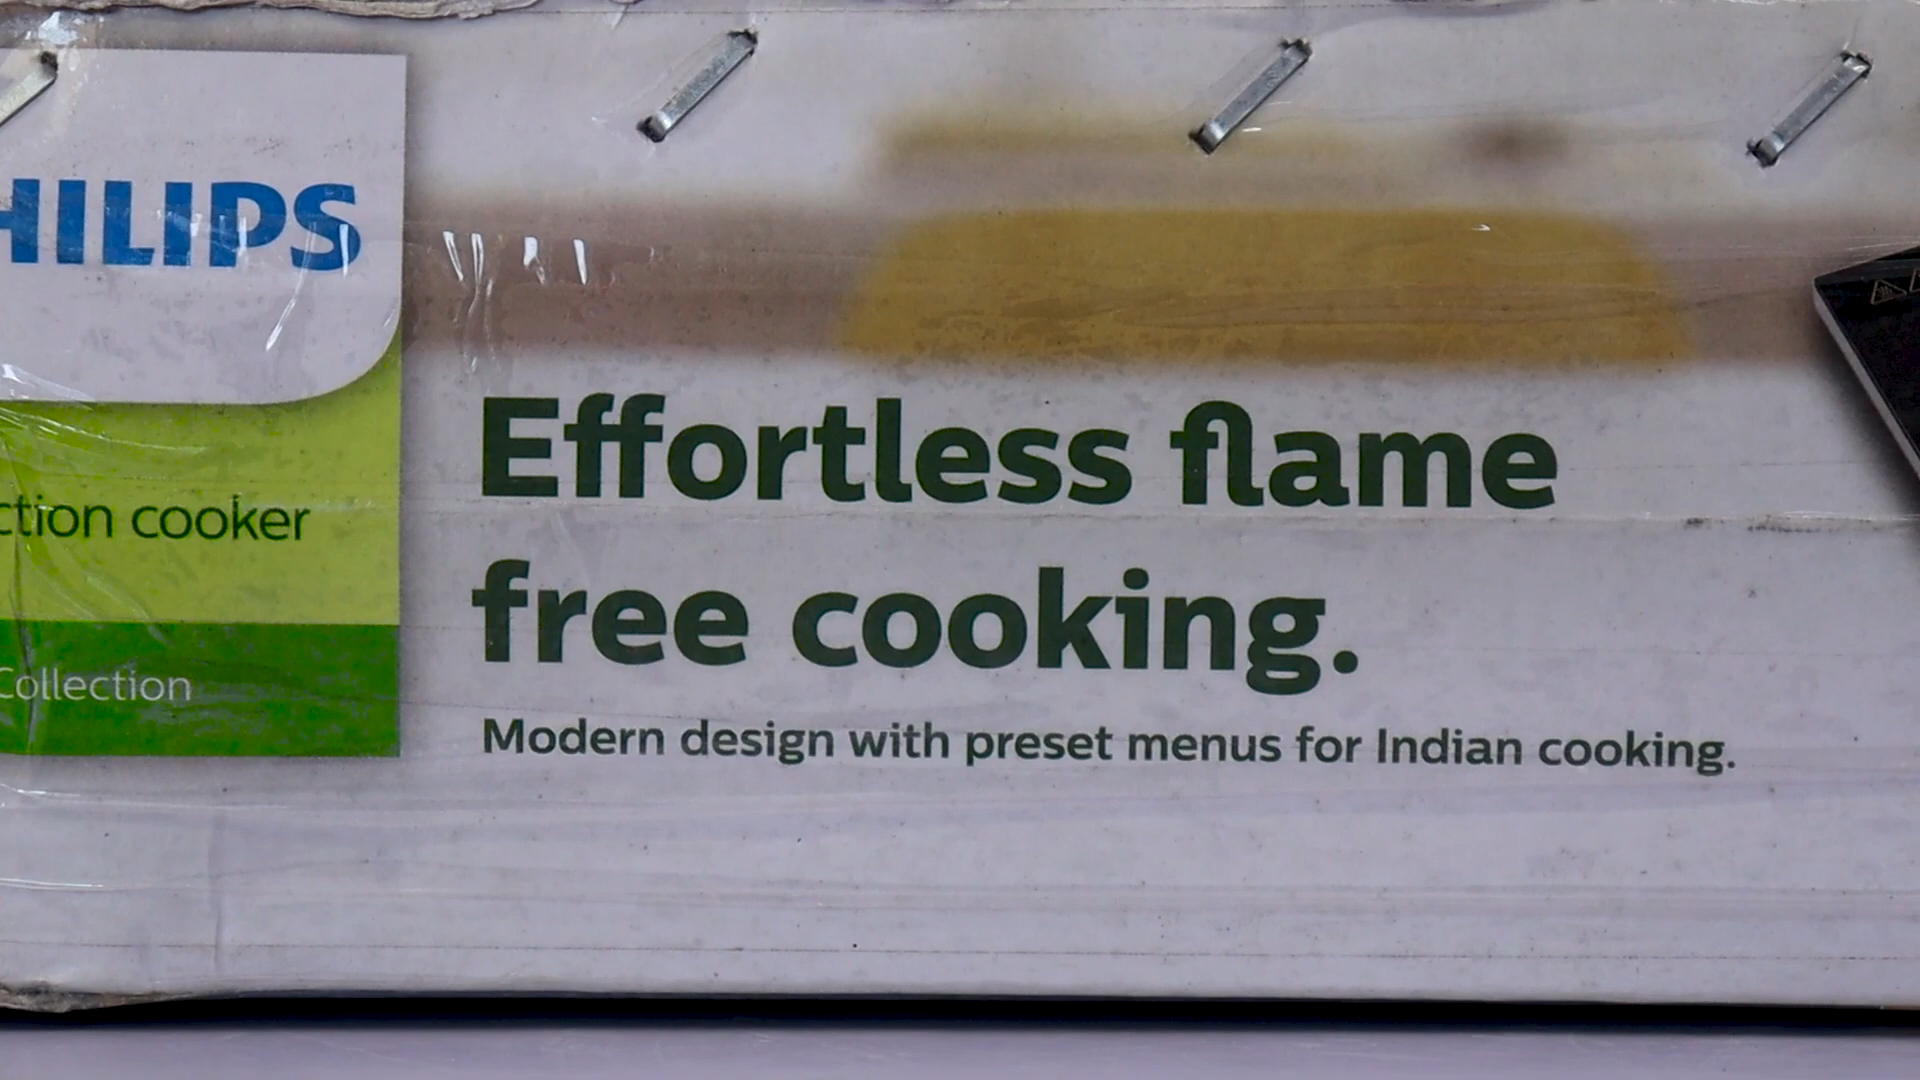 HILIPS
ction cooker
Collection
Effortless flame
free cooking.
Modern design with preset menus for Indian cooking.